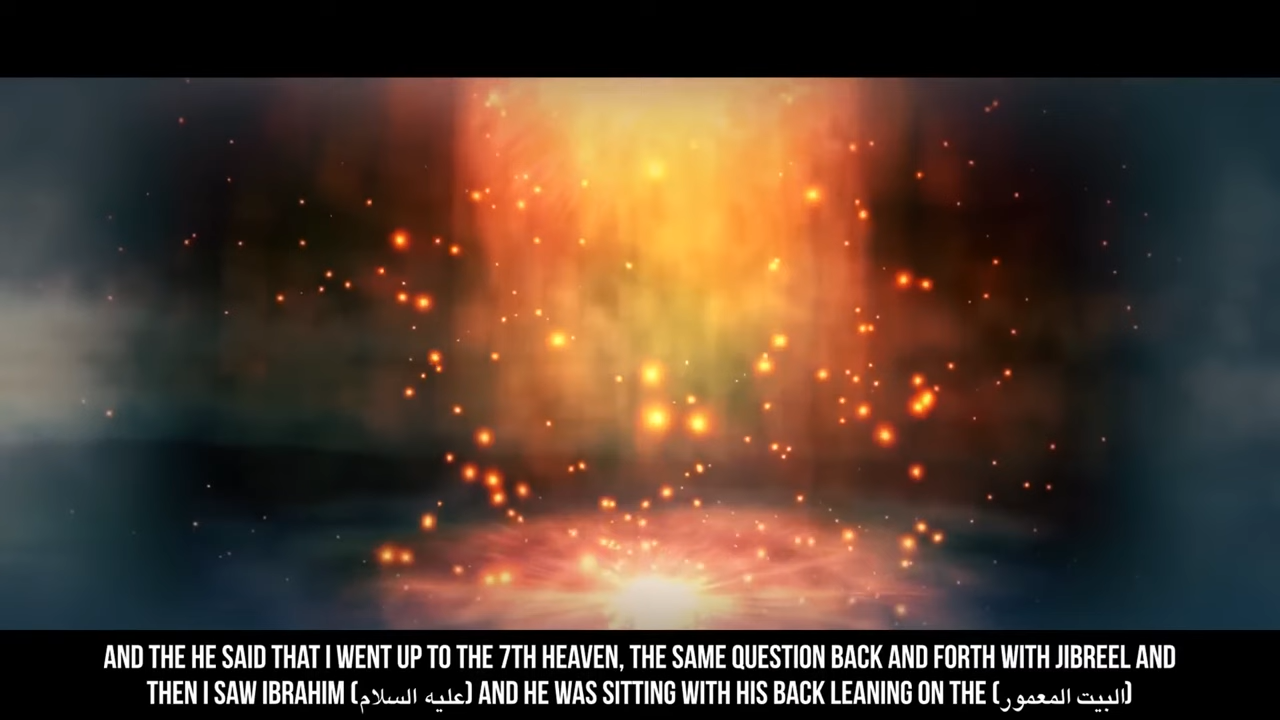 AND THE HE SAID THAT I WENT UP TO THE 7TH HEAVEN, THE SAME QUESTION BACK AND FORTH WITH JIBREEL AND
THEN I SAW IBRAHIM (عليه السلام) AND HE WAS SITTING WITH HIS BACK LEANING ON THE (البيت المعمور)